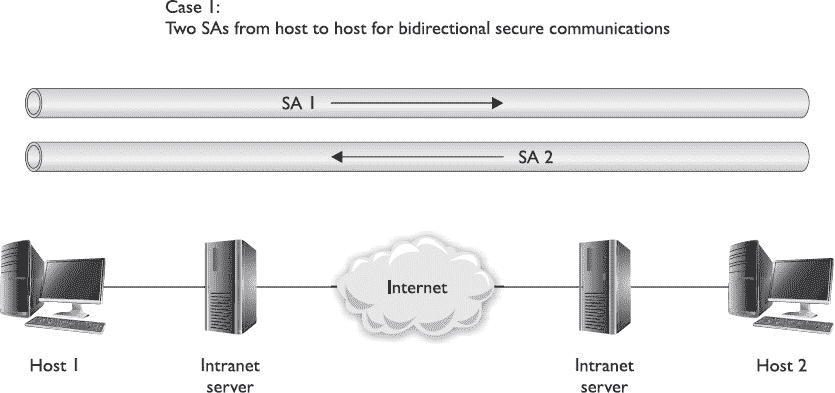 Case 1:
Two SAs from host to host for bidirectional secure communications
SA 1
SA 2
Internet
Host 1
Intranet
server
Intranet
server
Host 2